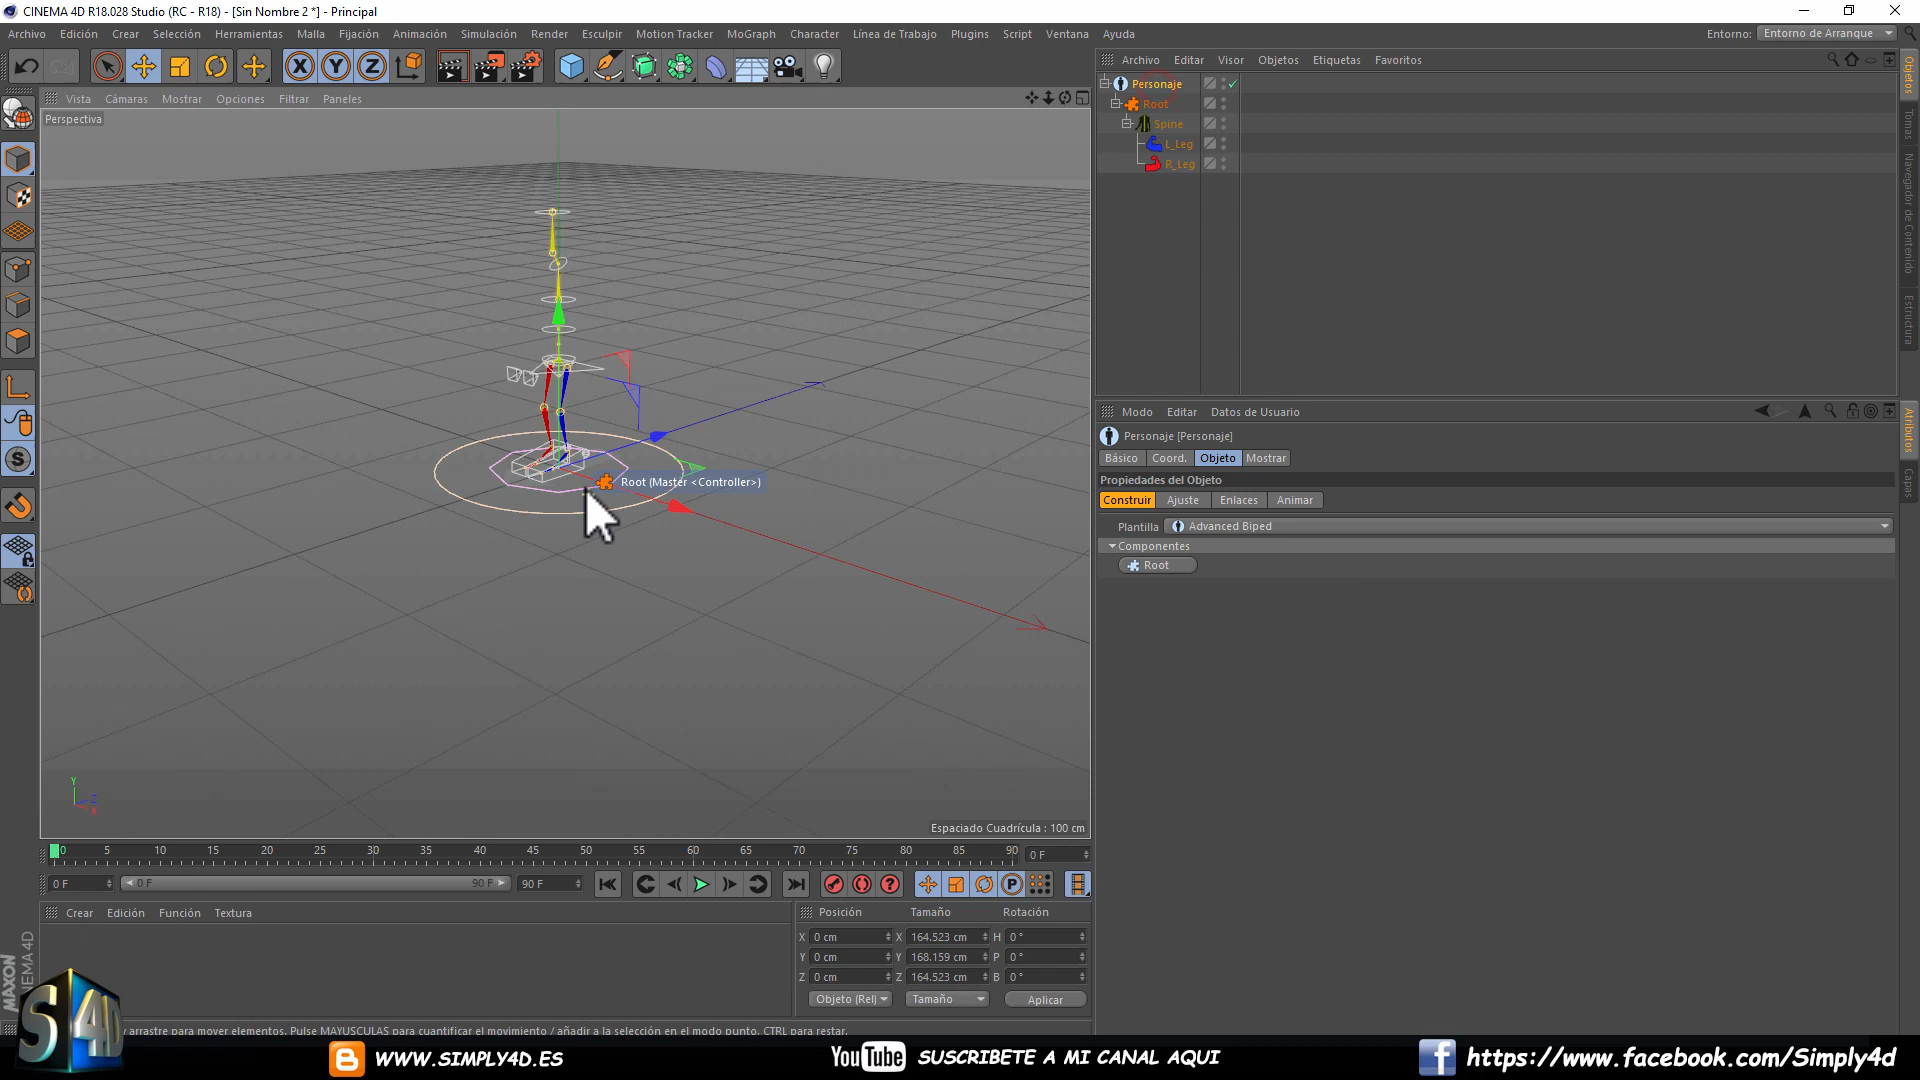 CINEMA 4D R18.028 Studio (RC - R18) - [Sin Nombre 2 *] - Principal
Archivo Edición Crear Selección Herramientas Malla Fijación Animación Simulación Render Esculpir Motion Tracker MoGraph Character Línea de Trabajo Plugins Script Ventana Ayuda
Entorno: Entorno de Arranque
Archivo Editar Visor Objetos Etiquetas Favoritos
Vista Cámaras Mostrar Opciones Filtrar Paneles
Perspectiva
Personaje
Root
Spine
L_Leg
R_Leg
Objetos
Tomas
Navegador de Contenido
Estructura
Root (Master <Controller>)
Y
Z
X
Espaciado Cuadrícula : 100 cm
Modo Editar Datos de Usuario
Personaje [Personaje]
Básico Coord. Objeto Mostrar
Propiedades del Objeto
Construir Ajuste Enlaces Animar
Plantilla Advanced Biped
Componentes
Root
Atributos
Capas
0 5 10 15 20 25 30 35 40 45 50 55 60 65 70 75 80 85 90 0 F
0 F 0 F 90 F 90 F
Crear Edición Función Textura
Posición Tamaño Rotación
X 0 cm X 164.523 cm H 0 °
Y 0 cm Y 168.159 cm P 0 °
Z 0 cm Z 164.523 cm B 0 °
Objeto (Rel) Tamaño Aplicar
MAXON
CINEMA 4D
y arrastre para mover elementos. Pulse MAYUSCULAS para cuantificar el movimiento / añadir a la selección en el modo punto, CTRL para restar.
S4D
WWW.SIMPLY4D.ES
YouTube SUSCRIBETE A MI CANAL AQUI
https://www.facebook.com/Simply4d